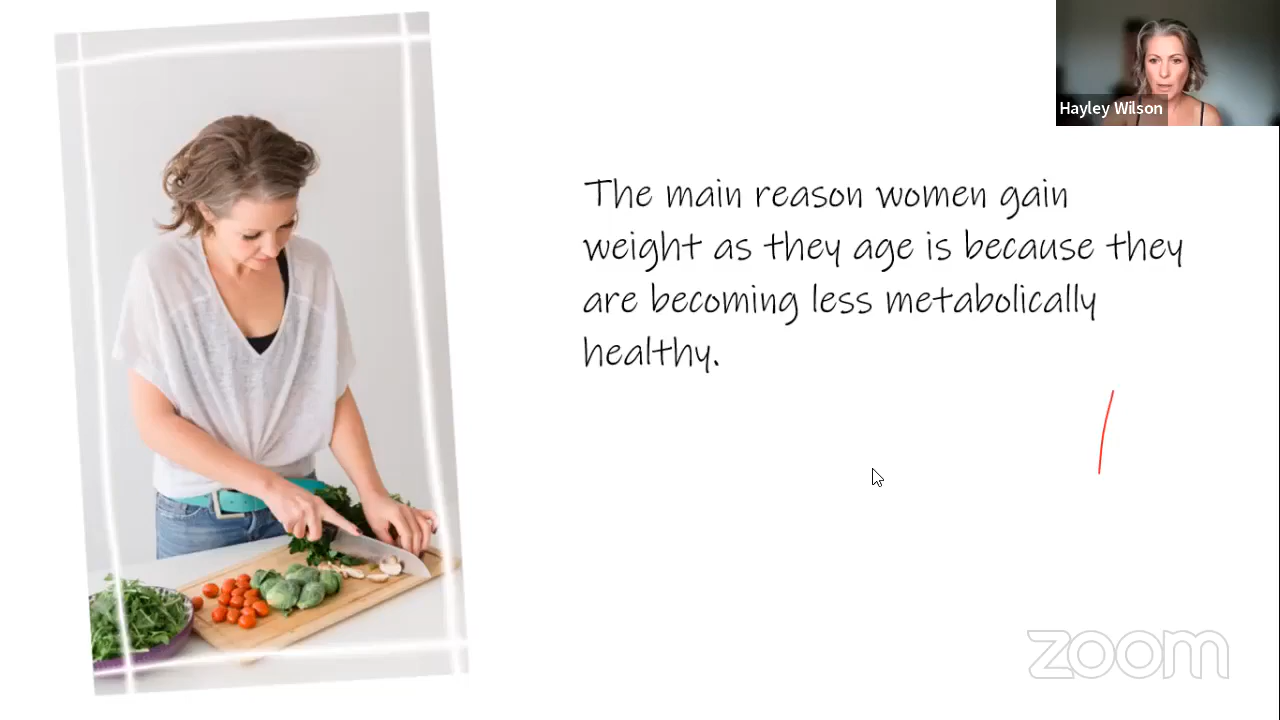 Hayley Wilson
The main reason women gain
weight as they age is because they
are becoming less metabolically
healthy.
zoom